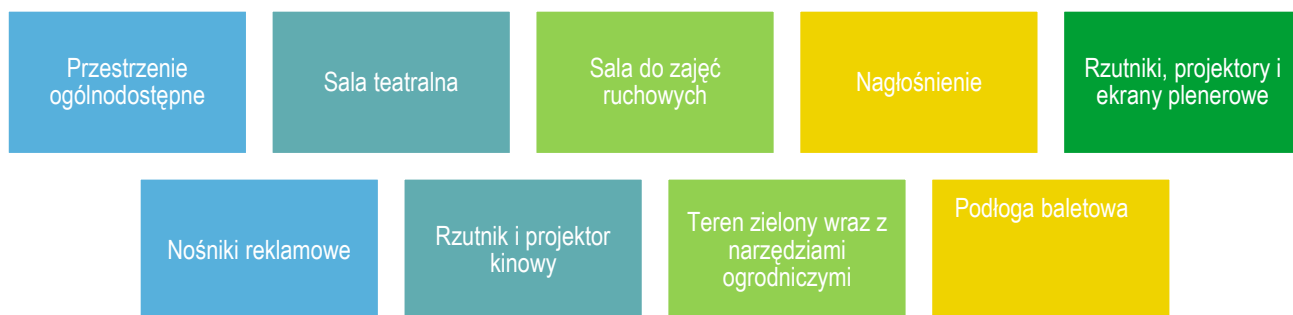 Przestrzenie
ogólnodostępne
Sala teatralna
Sala do zajęć
ruchowych
Nagłośnienie
Rzutniki, projektory i
ekrany plenerowe
Nośniki reklamowe
Rzutnik i projektor
kinowy
Teren zielony wraz z
narzędziami
ogrodniczymi
Podłoga baletowa